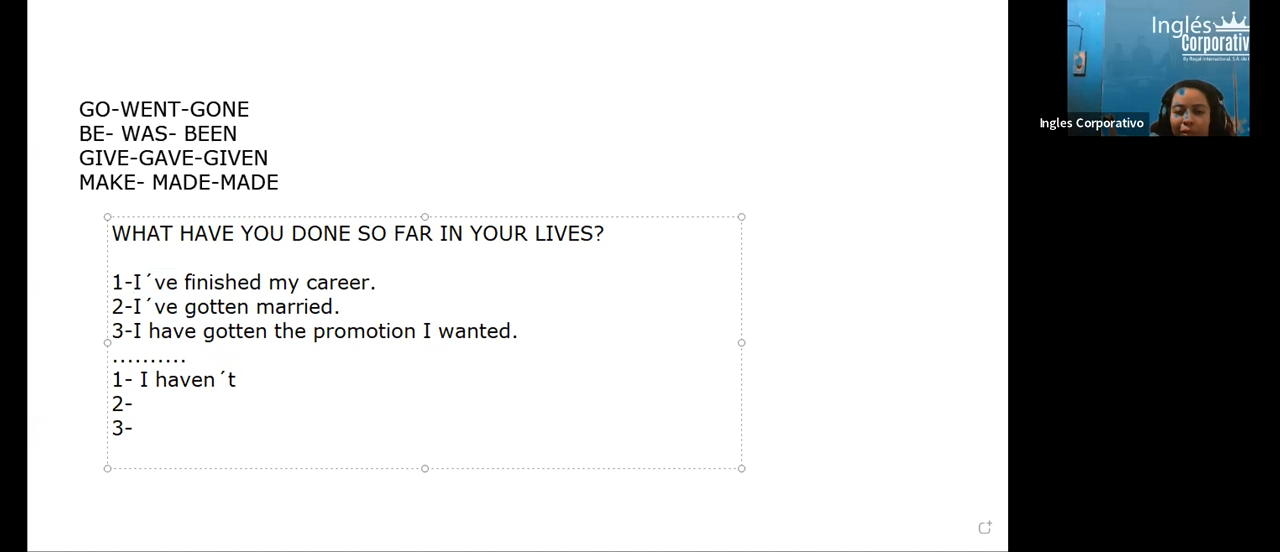 GO-WENT-GONE
BE- WAS- BEEN
GIVE-GAVE-GIVEN
MAKE- MADE-MADE
WHAT HAVE YOU DONE SO FAR IN YOUR LIVES?
1-I´ve finished my career.
2-I´ve gotten married.
3-I have gotten the promotion I wanted.
..........
1- I haven´t
2-
3-
Inglés
Corporativ
Ingles Corporativo